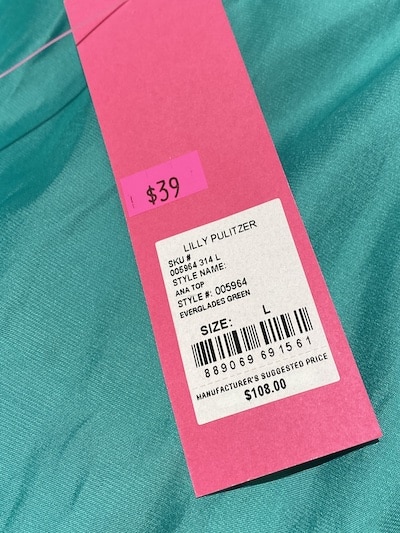 $39
LILLY PULITZER
SKU #
005964 314 L
STYLE NAME:
ANA TOP
STYLE #: 005964
EVERGLADES GREEN
SIZE: L
889069 691561
MANUFACTURER'S SUGGESTED PRICE
$108.00